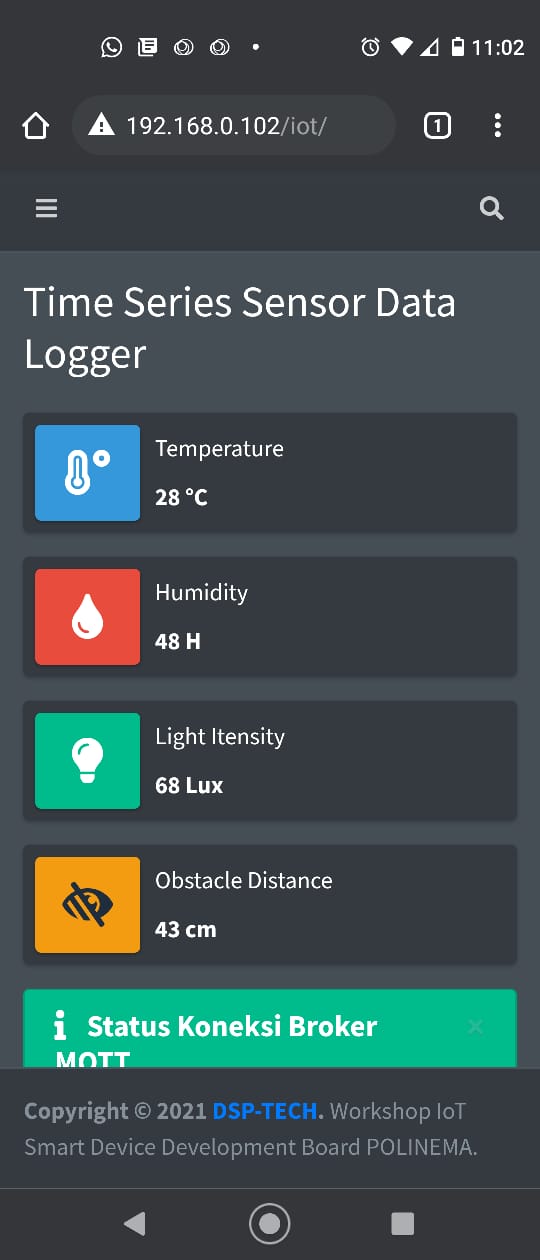 11:02
192.168.0.102/iot/
1
Time Series Sensor Data
Logger
Temperature
28 °C
Humidity
48 H
Light Itensity
68 Lux
Obstacle Distance
43 cm
Status Koneksi Broker
MQTT
Copyright © 2021 DSP-TECH. Workshop IoT
Smart Device Development Board POLINEMA.